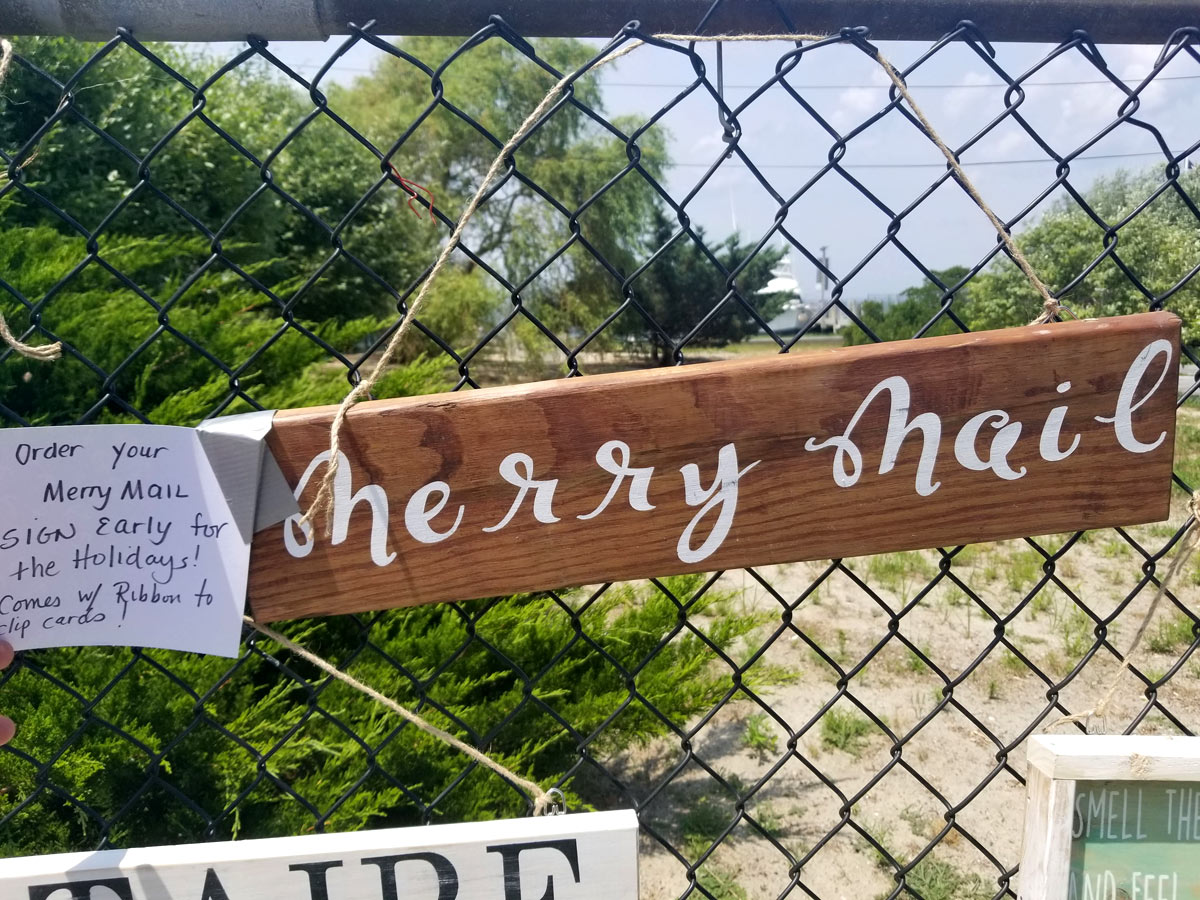 Order Your
Merry Mail
SIGN Early for
the Holidays!
Comes w/ Ribbon to
clip cards!
Merry Mail
SMELL THE
AND FEEL